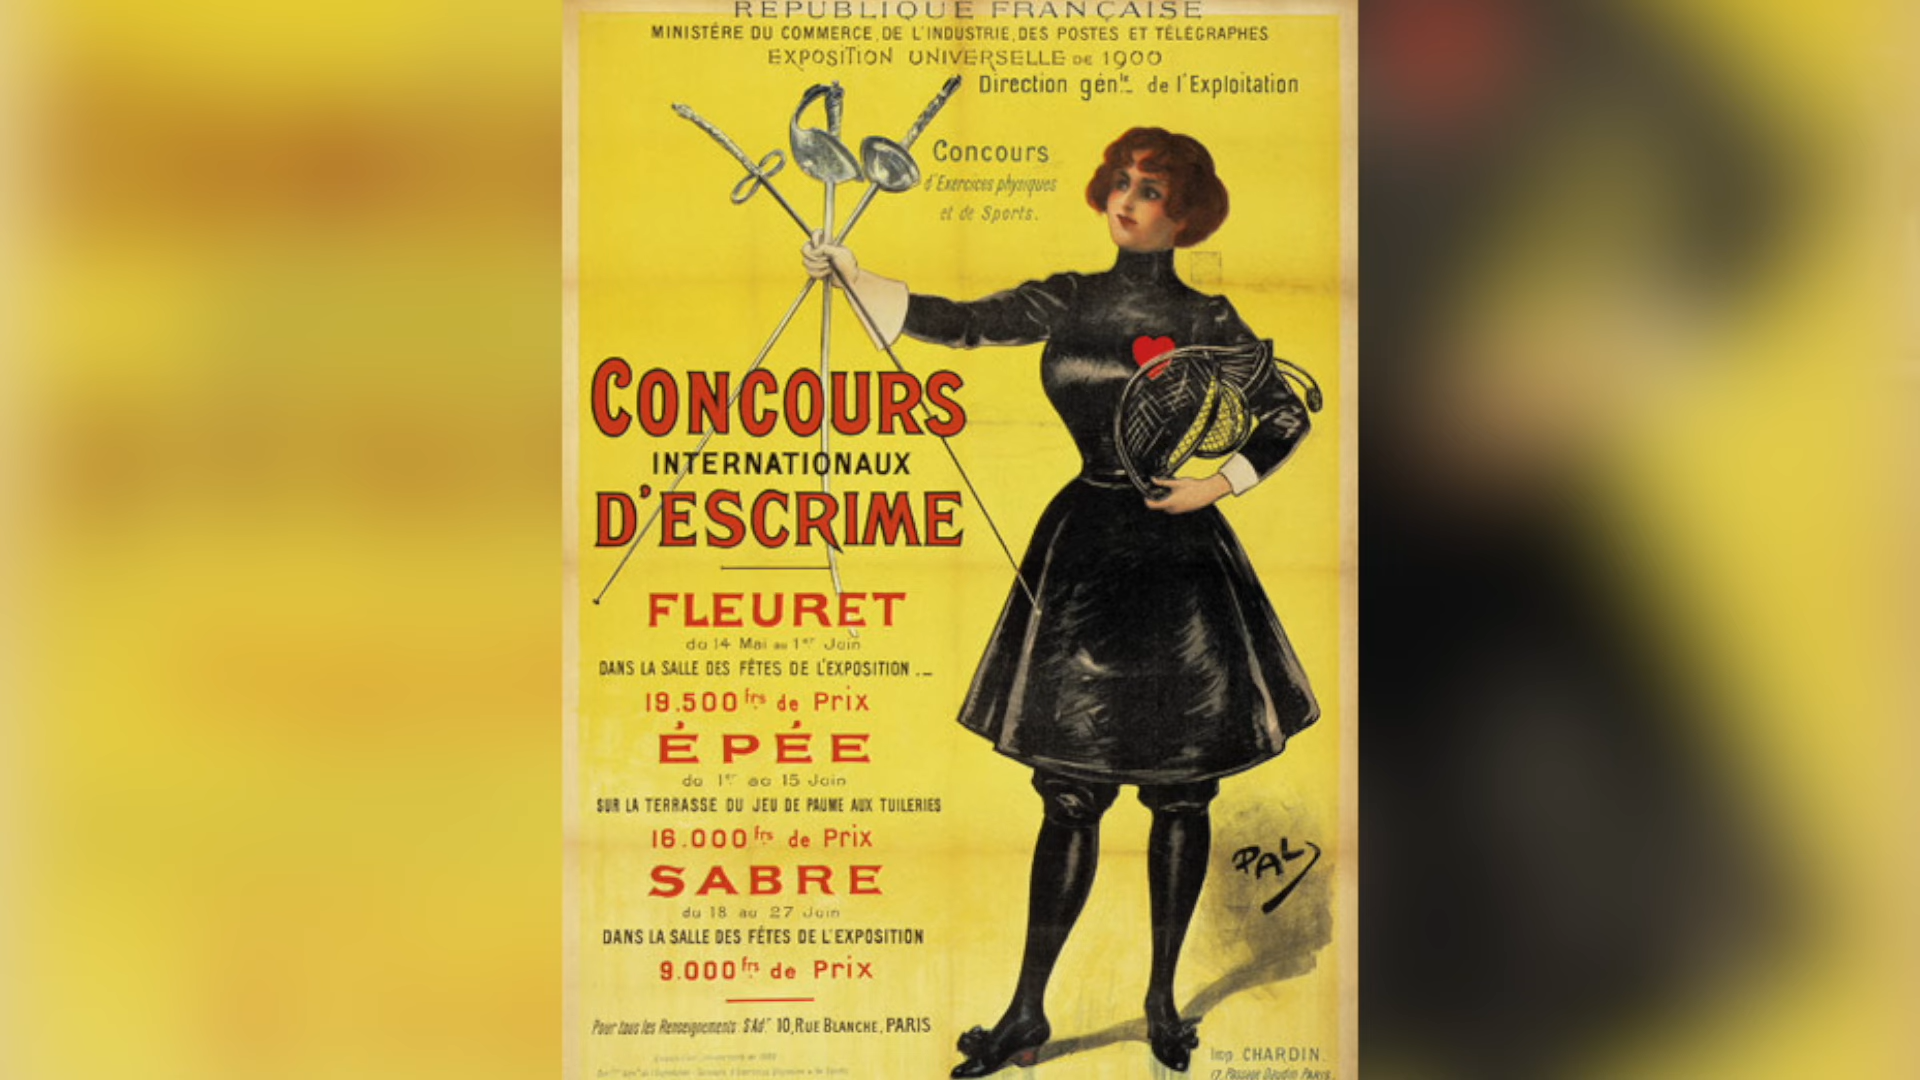 RÉPUBLIQUE FRANÇAISE
MINISTÈRE DU COMMERCE, DE L'INDUSTRIE, DES POSTES ET TÉLÉGRAPHES
EXPOSITION UNIVERSELLE DE 1900
Direction génle de l'Exploitation
Concours
d'Exercices physiques
et de Sports.
CONCOURS
INTERNATIONAUX
D'ESCRIME
FLEURET
du 14 Mai au 1er Juin
DANS LA SALLE DES FÊTES DE L'EXPOSITION
19.500 frs de Prix
ÉPÉE
du 1er au 15 Juin
SUR LA TERRASSE DU JEU DE PAUME AUX TUILERIES
16.000 frs de Prix
SABRE
du 18 au 27 Juin
DANS LA SALLE DES FÊTES DE L'EXPOSITION
9.000 frs de Prix
Pour tous les Renseignements S'Adr 10, RUE BLANCHE, PARIS
PAL
Imp. CHARDIN.
17, Passage Daudin PARIS.